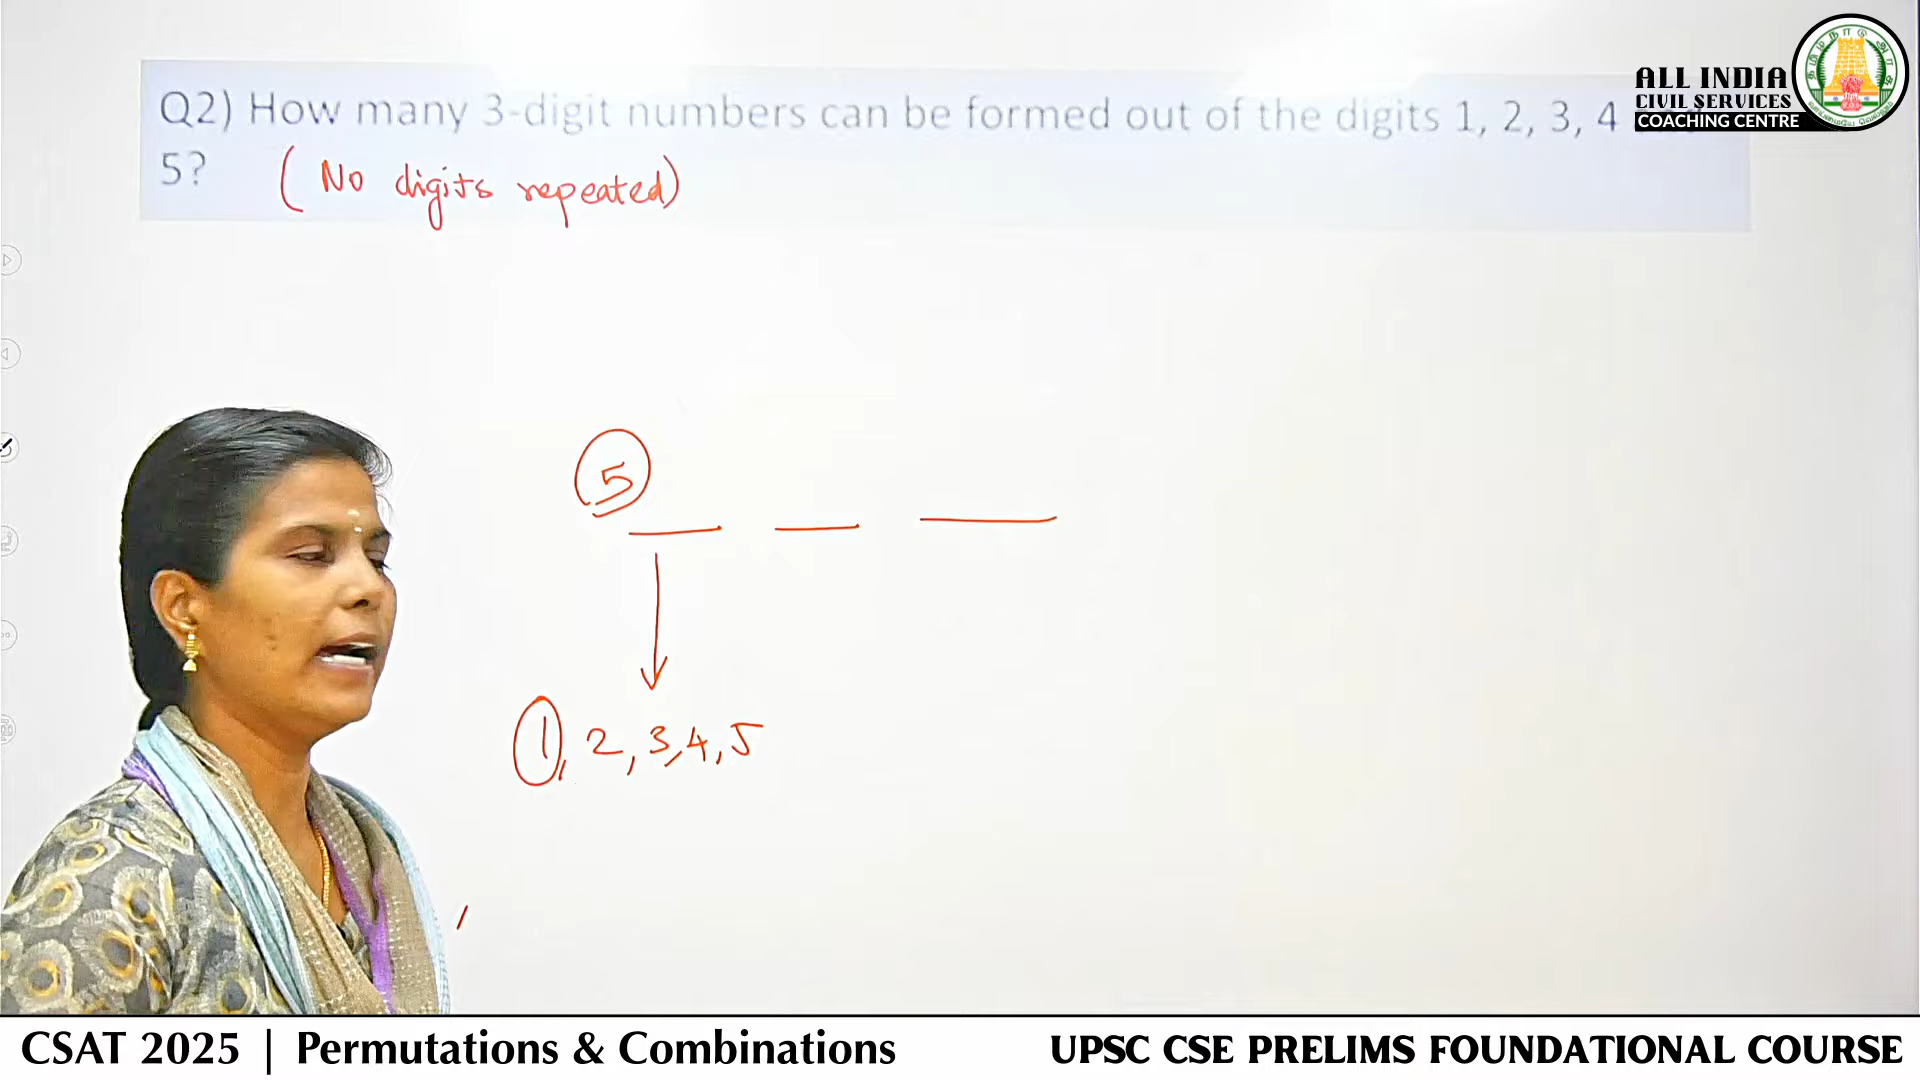 Q2) How many 3-digit numbers can be formed out of the digits 1, 2, 3, 4
5? (No digits repeated)
ALL INDIA
CIVIL SERVICES
COACHING CENTRE
5
1, 2, 3, 4, 5
CSAT 2025 | Permutations & Combinations
UPSC CSE PRELIMS FOUNDATIONAL COURSE